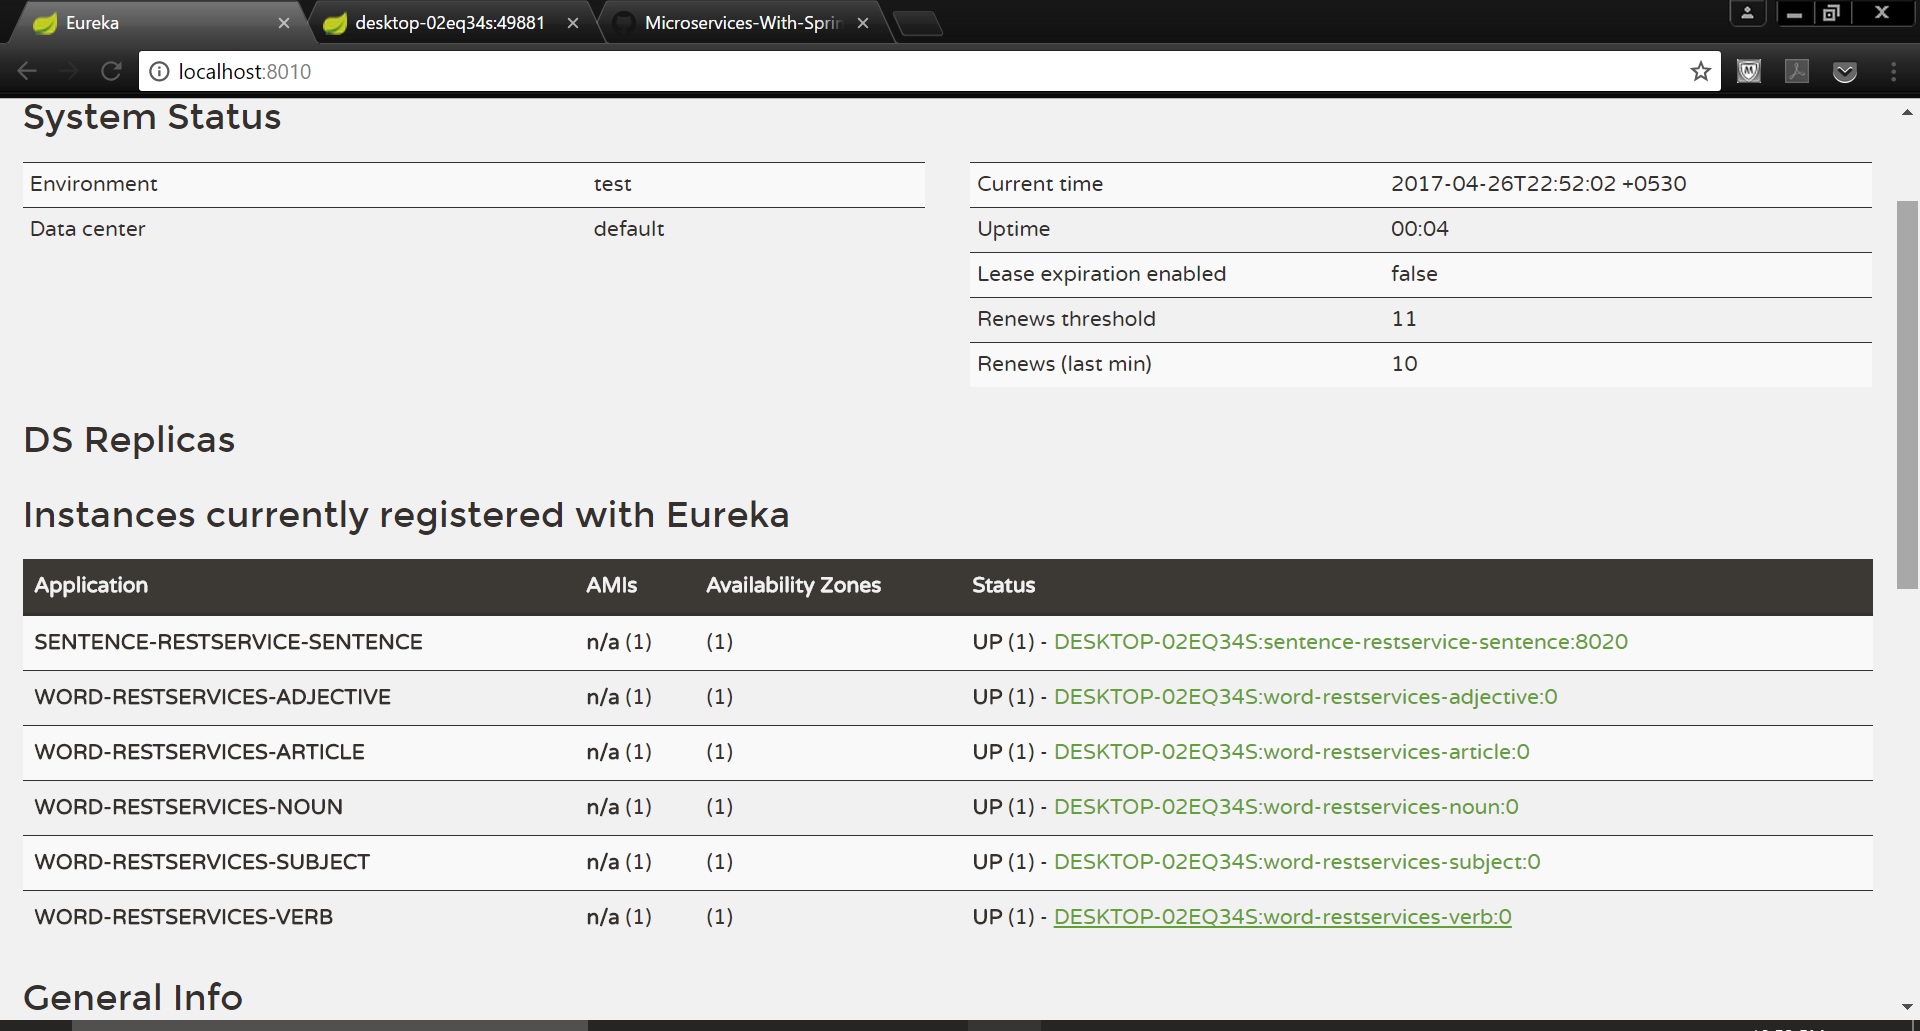 Eureka
desktop-02eq34s:49881
Microservices-With-Sprin
localhost:8010
System Status
Environment test
Data center default
Current time 2017-04-26T22:52:02 +0530
Uptime 00:04
Lease expiration enabled false
Renews threshold 11
Renews (last min) 10
DS Replicas
Instances currently registered with Eureka
Application AMIs Availability Zones Status
SENTENCE-RESTSERVICE-SENTENCE n/a (1) (1) UP (1) - DESKTOP-02EQ34S:sentence-restservice-sentence:8020
WORD-RESTSERVICES-ADJECTIVE n/a (1) (1) UP (1) - DESKTOP-02EQ34S:word-restservices-adjective:0
WORD-RESTSERVICES-ARTICLE n/a (1) (1) UP (1) - DESKTOP-02EQ34S:word-restservices-article:0
WORD-RESTSERVICES-NOUN n/a (1) (1) UP (1) - DESKTOP-02EQ34S:word-restservices-noun:0
WORD-RESTSERVICES-SUBJECT n/a (1) (1) UP (1) - DESKTOP-02EQ34S:word-restservices-subject:0
WORD-RESTSERVICES-VERB n/a (1) (1) UP (1) - DESKTOP-02EQ34S:word-restservices-verb:0
General Info